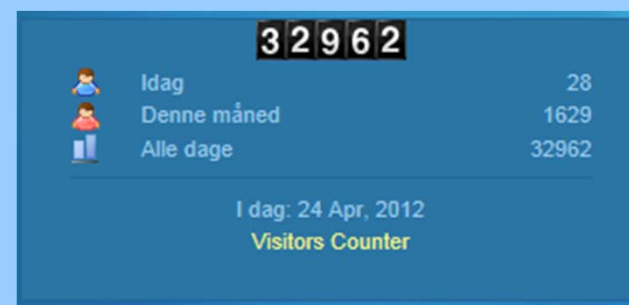 32962
Idag 28
Denne måned 1629
Alle dage 32962
I dag: 24 Apr, 2012
Visitors Counter